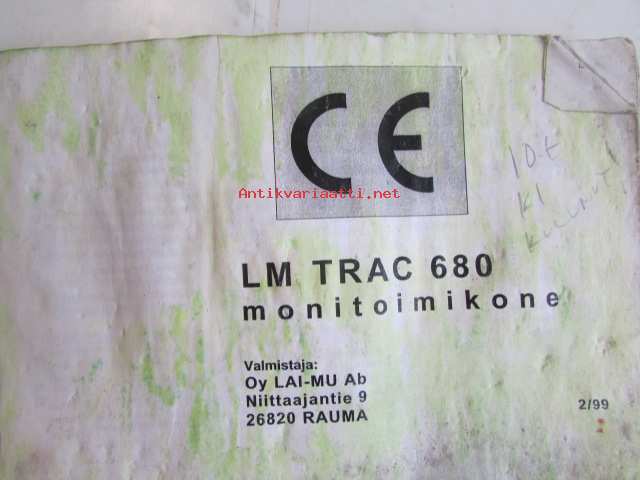 CE
Antikvariaatti.net
LM TRAC 680
monitoimikone
Valmistaja:
Oy LAI-MU Ab
Niittaajantie 9
26820 RAUMA
2/99